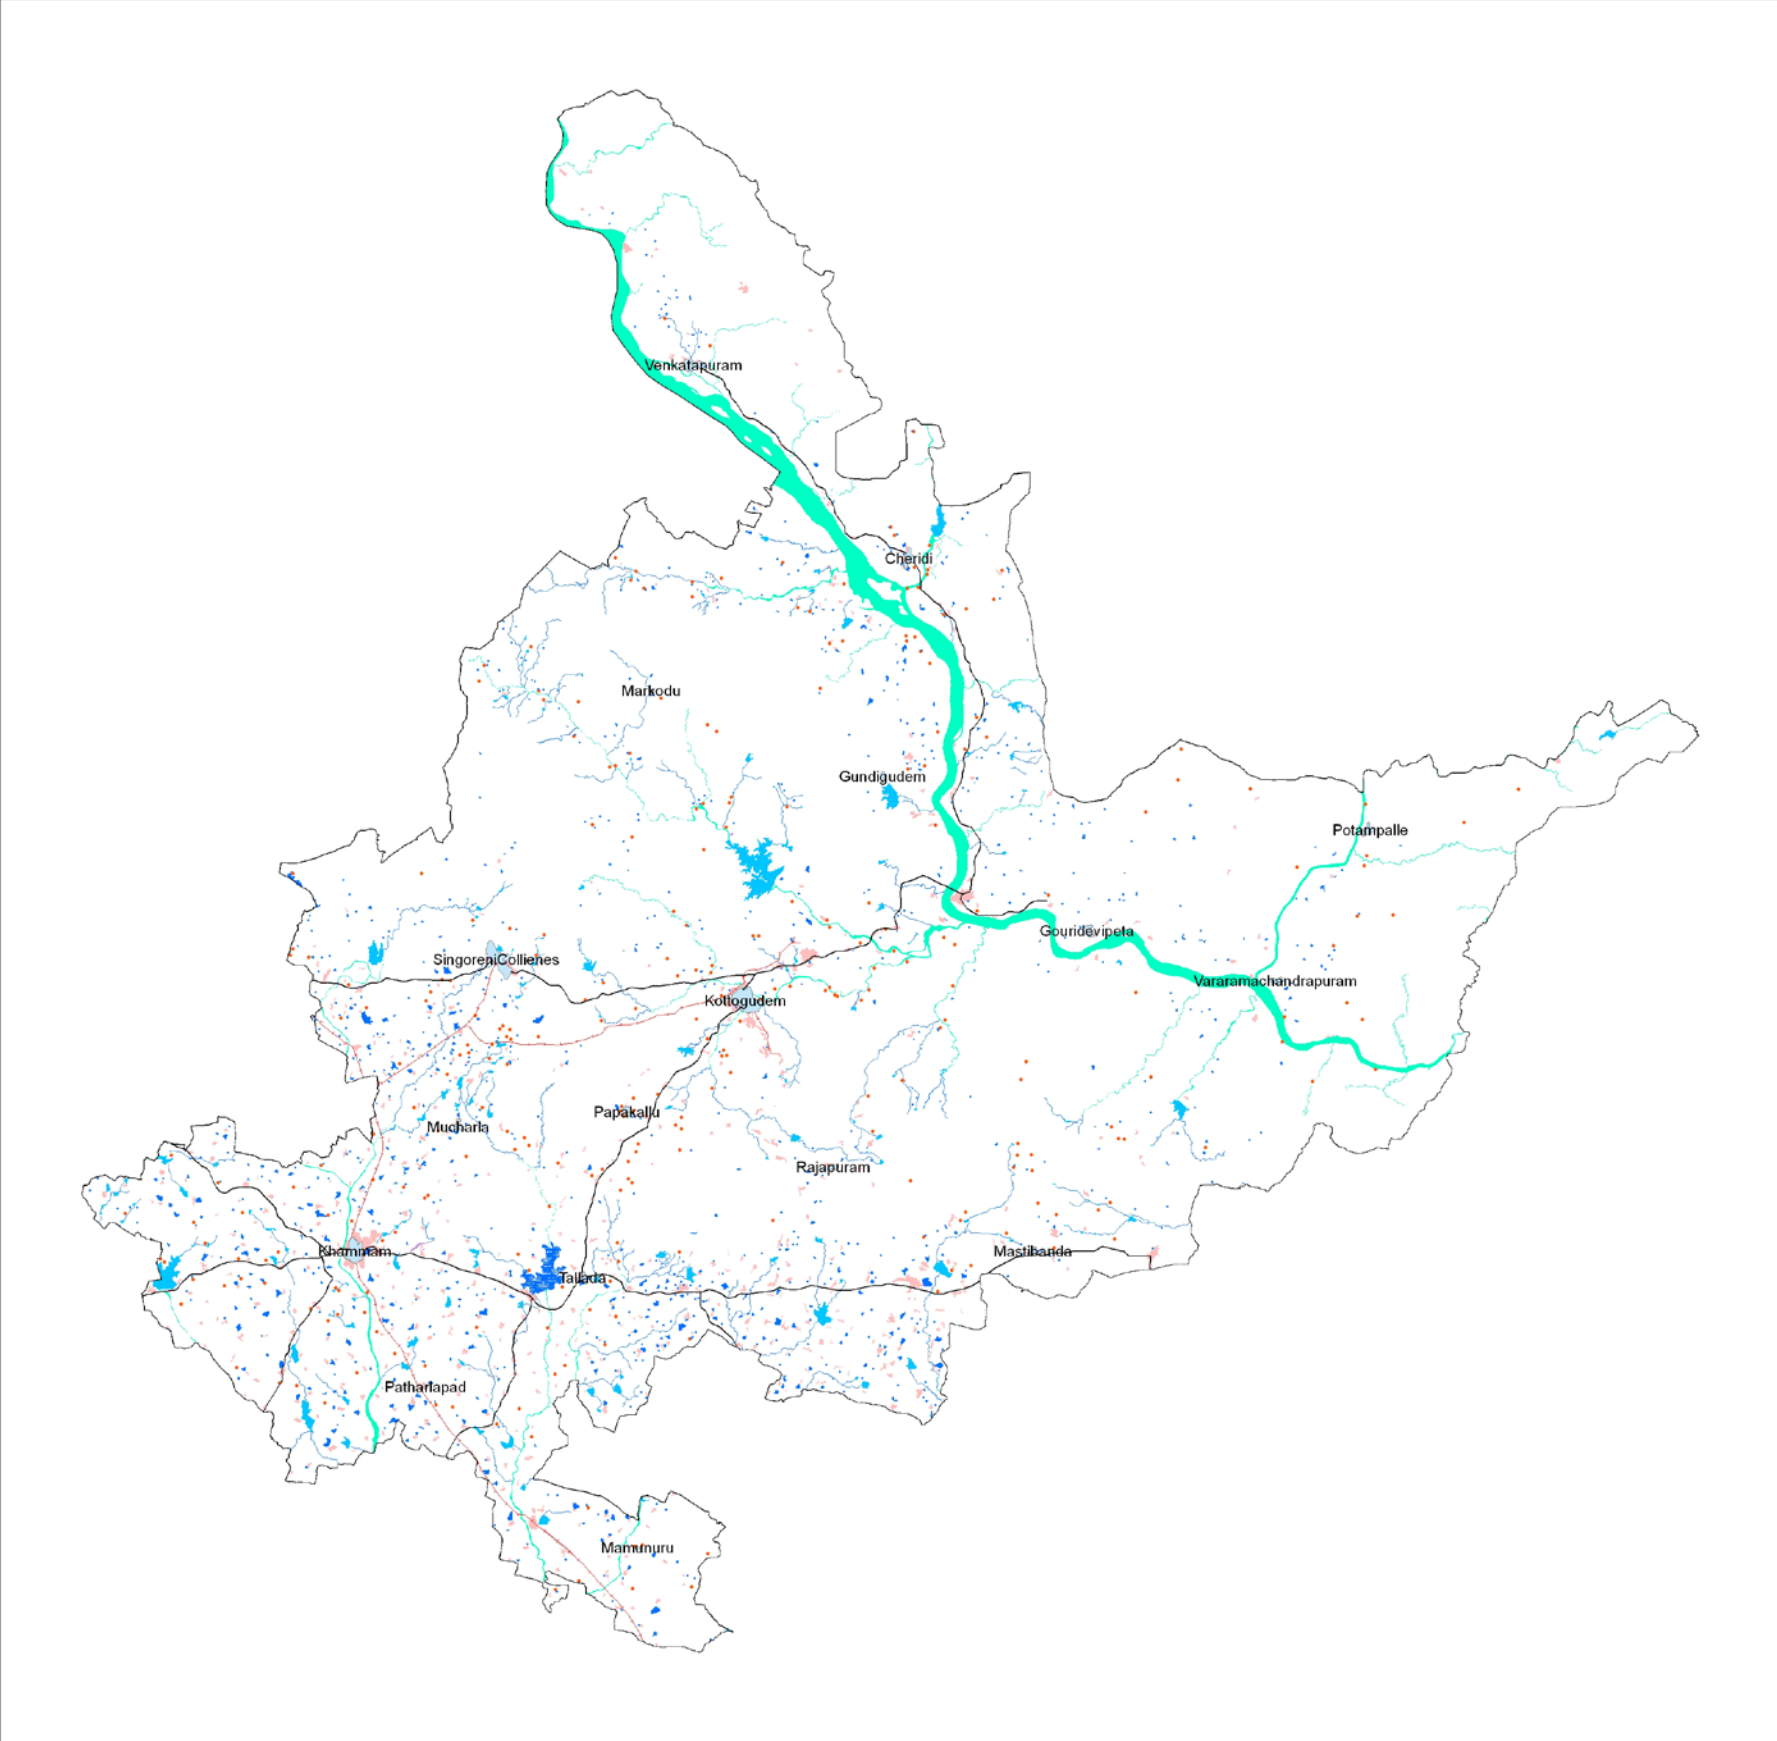 Venkatapuram
Cheridi
Markodu
Gundigudem
Potampalle
Gouridevipeta
SingoreniCollienes
Vararamachandrapuram
Kottogudem
Papakallu
Mucharla
Rajapuram
Khammam
Mastibanda
Tallada
Patharlapad
Mamunuru